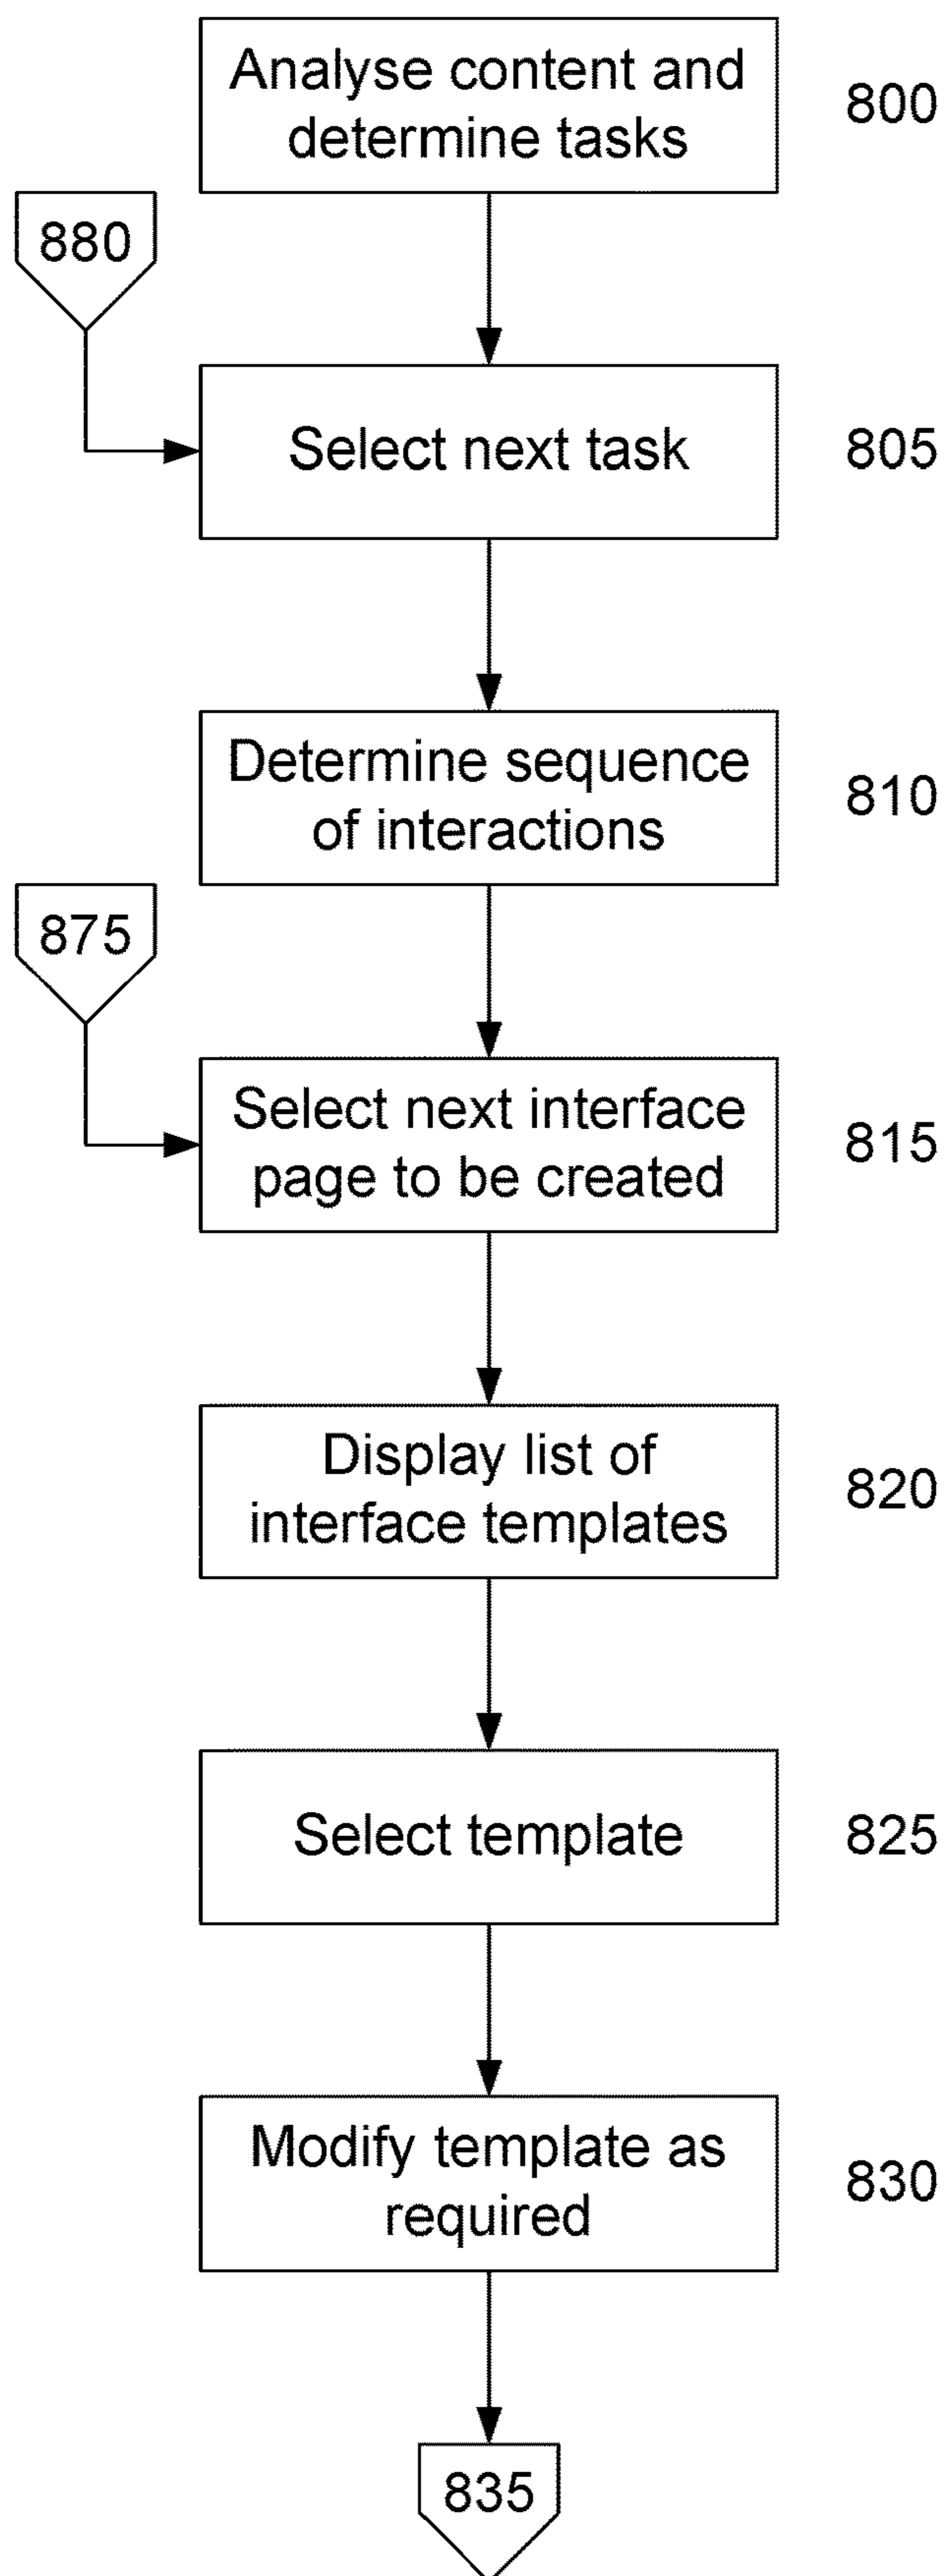 Analyse content and
determine tasks
800
880
Select next task
805
Determine sequence
of interactions
810
875
Select next interface
page to be created
815
Display list of
interface templates
820
Select template
825
Modify template as
required
830
835